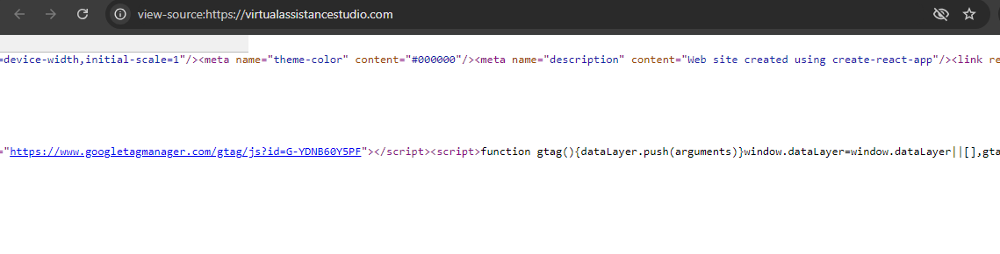 view-source:https://virtualassistancestudio.com
=device-width,initial-scale=1"/><meta name="theme-color" content="#000000"/><meta name="description" content="Web site created using create-react-app"/><link re
="https://www.googletagmanager.com/gtag/js?id=G-YDNB60Y5PF"></script><script>function gtag(){dataLayer.push(arguments)}window.dataLayer=window.dataLayer||[],gta